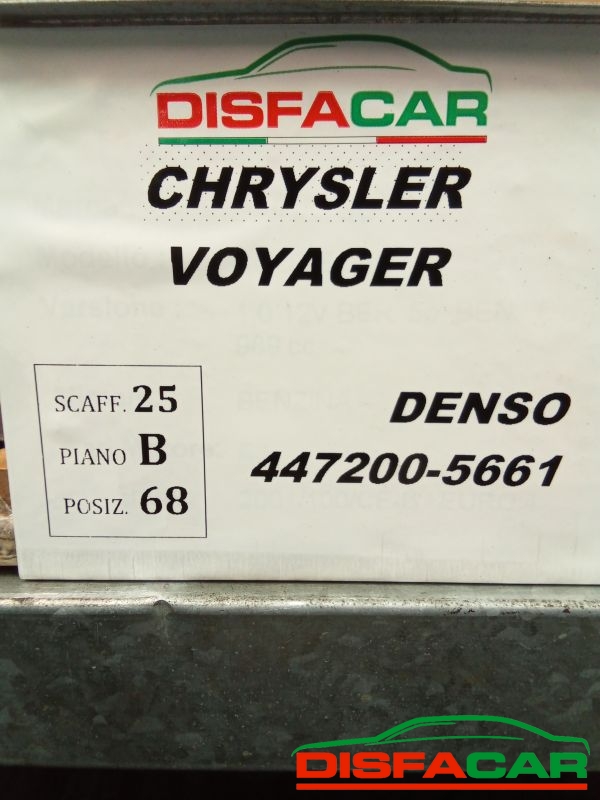 DISFACAR
CHRYSLER
VOYAGER
SCAFF. 25
PIANO B
POSIZ. 68
DENSO
447200-5661
DISFACAR